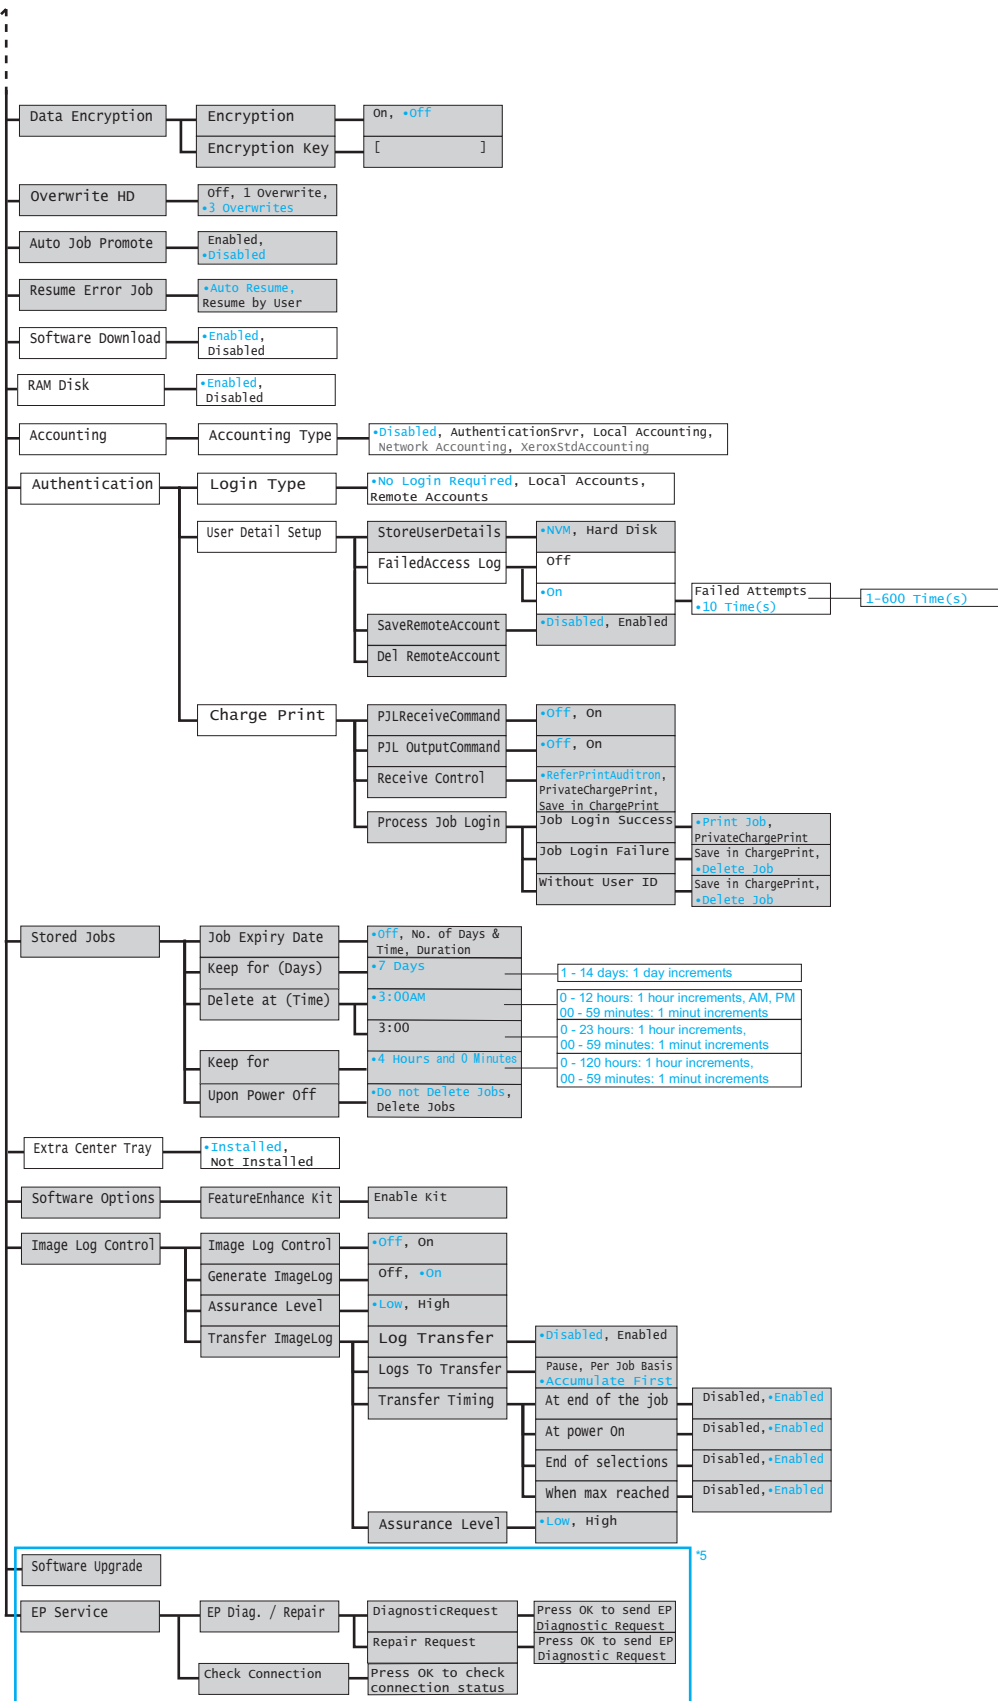 Data Encryption
Encryption
On, •Off
Encryption Key
[ ]
Overwrite HD
Off, 1 Overwrite,
•3 Overwrites
Auto Job Promote
Enabled,
•Disabled
Resume Error Job
•Auto Resume,
Resume by User
Software Download
•Enabled,
Disabled
RAM Disk
•Enabled,
Disabled
Accounting
Accounting Type
•Disabled, AuthenticationSrvr, Local Accounting,
Network Accounting, XeroxStdAccounting
Authentication
Login Type
•No Login Required, Local Accounts,
Remote Accounts
User Detail Setup
StoreUserDetails
•NVM, Hard Disk
FailedAccess Log
Off
•On
Failed Attempts
•10 Time(s)
1-600 Time(s)
SaveRemoteAccount
•Disabled, Enabled
Del RemoteAccount
Charge Print
PJLReceiveCommand
•Off, On
PJL OutputCommand
•Off, On
Receive Control
•ReferPrintAuditron,
PrivateChargePrint,
Save in ChargePrint
Process Job Login
Job Login Success
•Print Job,
PrivateChargePrint
Job Login Failure
Save in ChargePrint,
•Delete Job
Without User ID
Save in ChargePrint,
•Delete Job
Stored Jobs
Job Expiry Date
•Off, No. of Days &
Time, Duration
Keep for (Days)
•7 Days
1 - 14 days: 1 day increments
Delete at (Time)
•3:00AM
0 - 12 hours: 1 hour increments, AM, PM
00 - 59 minutes: 1 minut increments
3:00
0 - 23 hours: 1 hour increments,
00 - 59 minutes: 1 minut increments
Keep for
•4 Hours and 0 Minutes
0 - 120 hours: 1 hour increments,
00 - 59 minutes: 1 minut increments
Upon Power Off
•Do not Delete Jobs,
Delete Jobs
Extra Center Tray
•Installed,
Not Installed
Software Options
FeatureEnhance Kit
Enable Kit
Image Log Control
Image Log Control
•Off, On
Generate ImageLog
Off, •On
Assurance Level
•Low, High
Transfer ImageLog
Log Transfer
•Disabled, Enabled
Logs To Transfer
Pause, Per Job Basis
•Accumulate First
Transfer Timing
At end of the job
Disabled,•Enabled
At power On
Disabled,•Enabled
End of selections
Disabled,•Enabled
When max reached
Disabled,•Enabled
Assurance Level
•Low, High
*5
Software Upgrade
EP Service
EP Diag. / Repair
DiagnosticRequest
Press OK to send EP
Diagnostic Request
Repair Request
Press OK to send EP
Diagnostic Request
Check Connection
Press OK to check
connection status